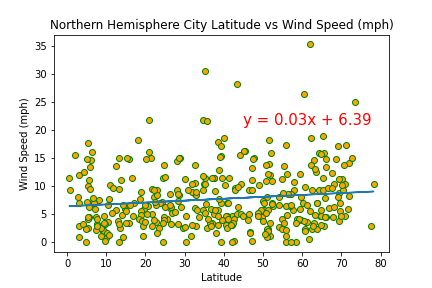 Northern Hemisphere City Latitude vs Wind Speed (mph)
35
30
25
20
15
10
5
0
Wind Speed (mph)
y = 0.03x + 6.39
0 10 20 30 40 50 60 70 80
Latitude